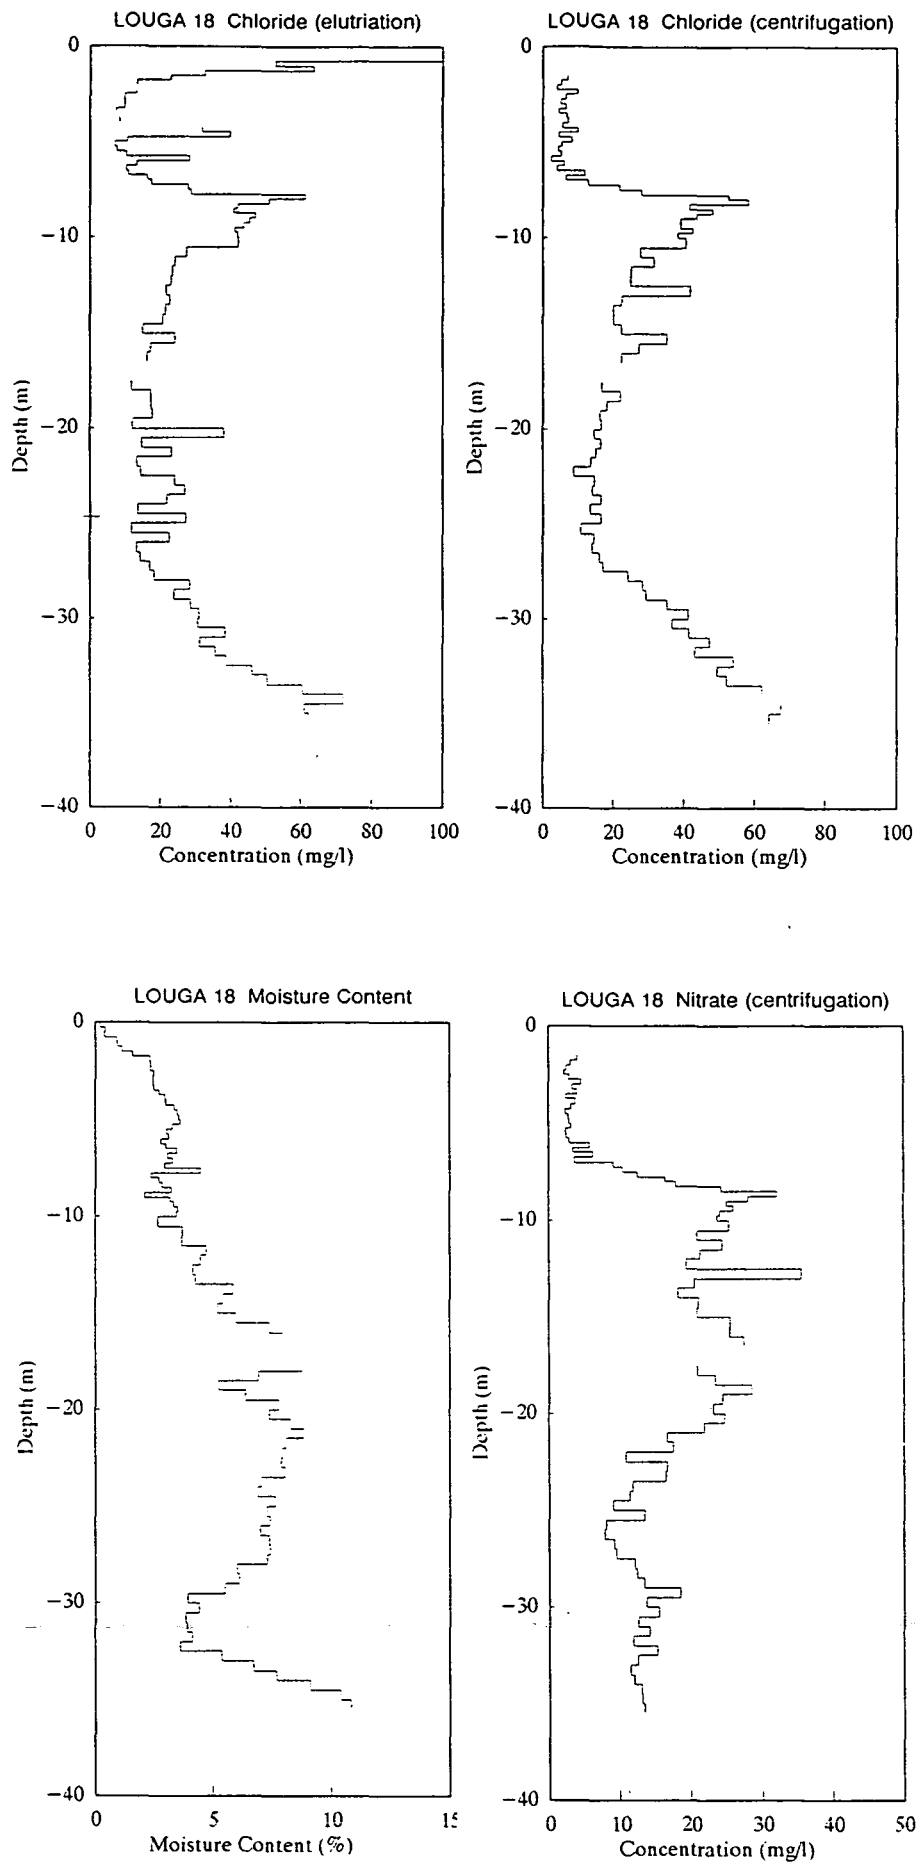 LOUGA 18 Chloride (elutriation)
0
−10
−20
−30
−40
Depth (m)
0 20 40 60 80 100
Concentration (mg/l)
LOUGA 18 Chloride (centrifugation)
0
−10
−20
−30
−40
Depth (m)
0 20 40 60 80 100
Concentration (mg/l)
LOUGA 18 Moisture Content
0
−10
−20
−30
−40
Depth (m)
0 5 10 15
Moisture Content (%)
LOUGA 18 Nitrate (centrifugation)
0
−10
−20
−30
−40
Depth (m)
0 10 20 30 40 50
Concentration (mg/l)